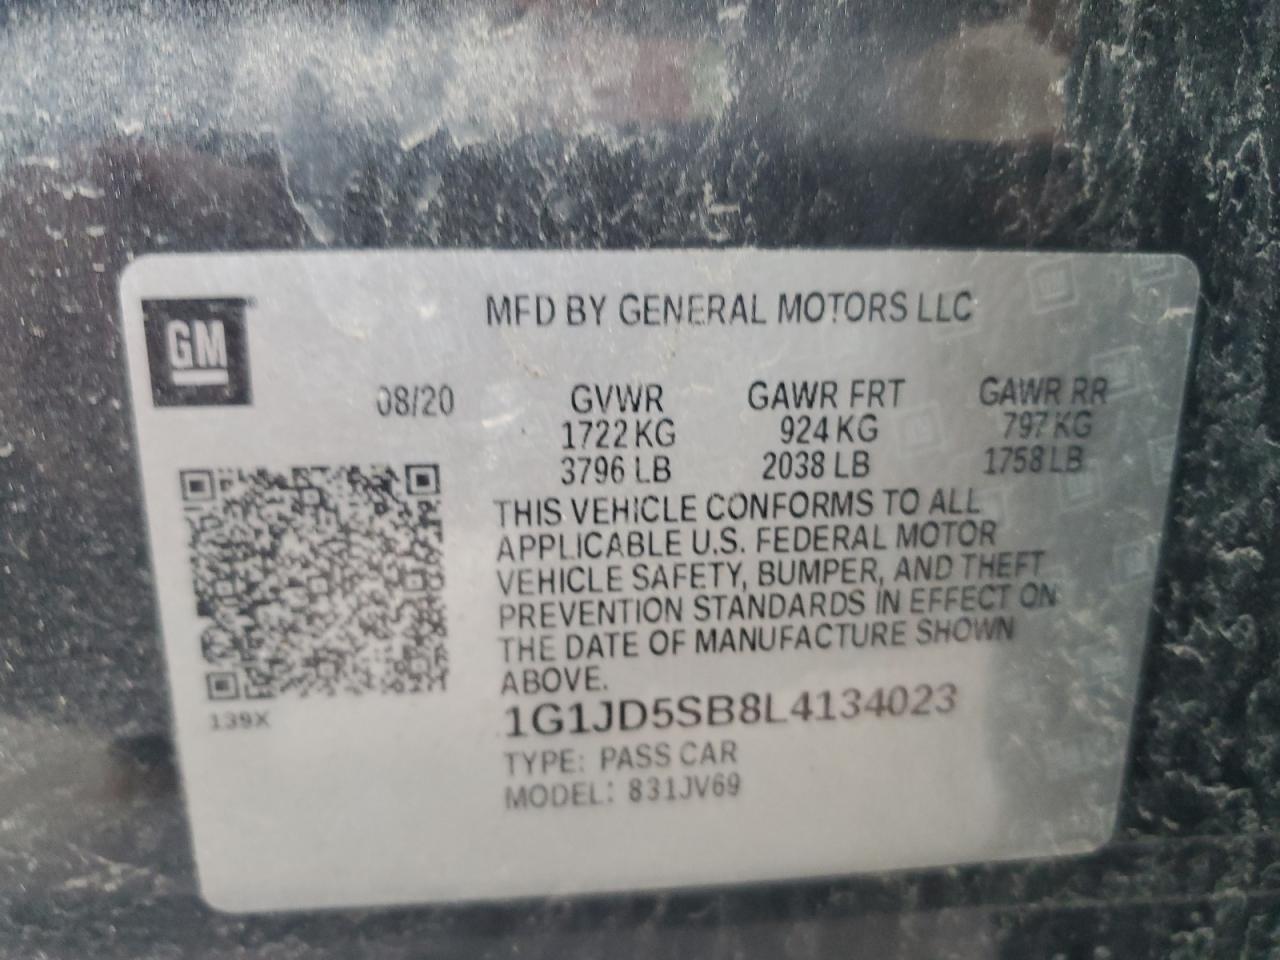 GM
MFD BY GENERAL MOTORS LLC
08/20 GVWR GAWR FRT GAWR RR
1722 KG 924 KG 797 KG
3796 LB 2038 LB 1758 LB
THIS VEHICLE CONFORMS TO ALL
APPLICABLE U.S. FEDERAL MOTOR
VEHICLE SAFETY, BUMPER, AND THEFT
PREVENTION STANDARDS IN EFFECT ON
THE DATE OF MANUFACTURE SHOWN
ABOVE.
139X
1G1JD5SB8L4134023
TYPE: PASS CAR
MODEL: 831JV69